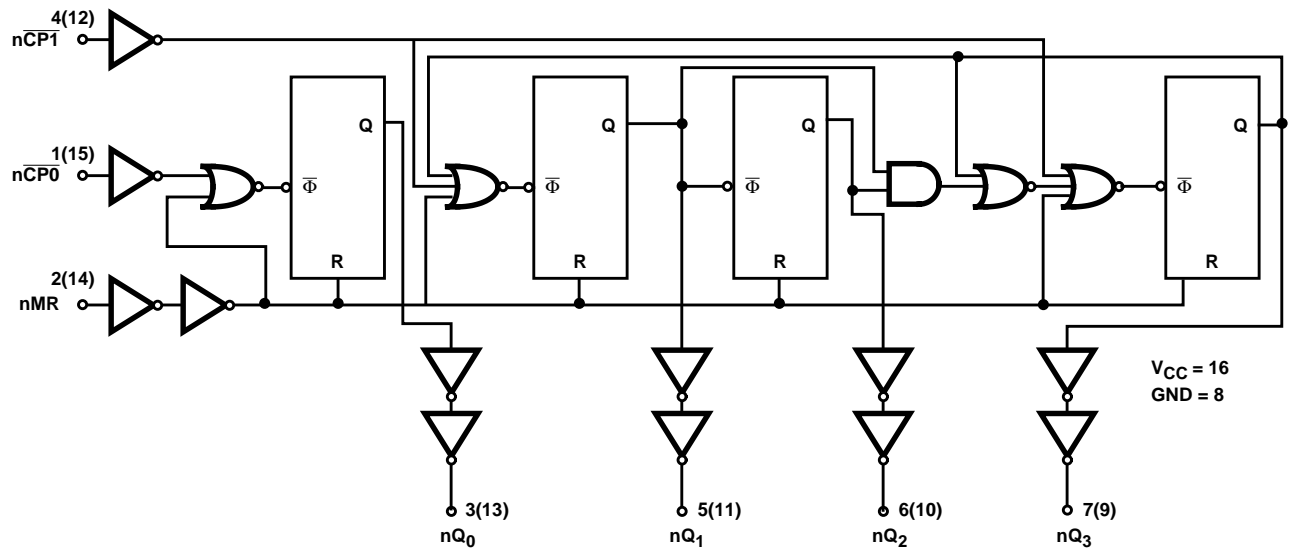 4(12)
nCP1
1(15)
nCP0
2(14)
nMR
Q
Φ
R
Q
Φ
R
Q
Φ
R
Q
Φ
R
VCC = 16
GND = 8
3(13)
nQ0
5(11)
nQ1
6(10)
nQ2
7(9)
nQ3